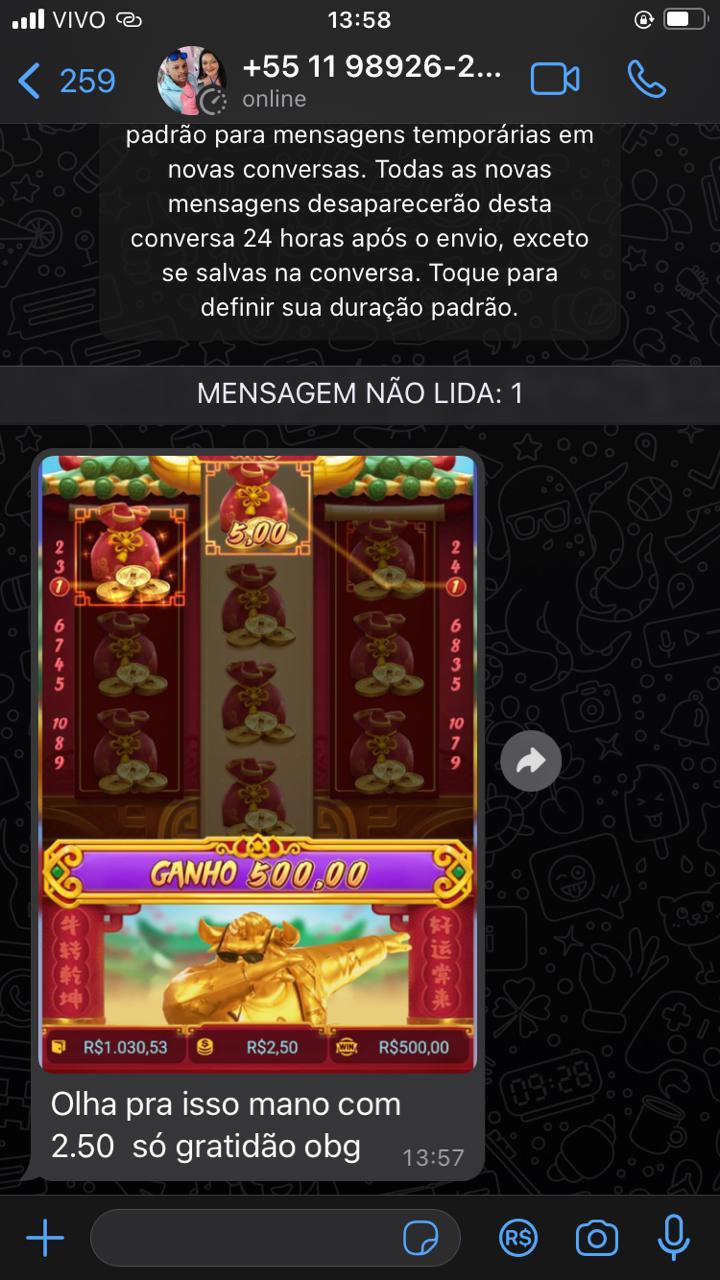 VIVO
13:58
259
+55 11 98926-2...
online
padrão para mensagens temporárias em
novas conversas. Todas as novas
mensagens desaparecerão desta
conversa 24 horas após o envio, exceto
se salvas na conversa. Toque para
definir sua duração padrão.
MENSAGEM NÃO LIDA: 1
5,00
2
3
1
6
7
4
5
10
8
9
2
4
1
6
8
3
5
10
7
9
GANHO 500,00
牛转乾坤
好运常来
R$1.030,53
R$2,50
WIN
R$500,00
Olha pra isso mano com
2.50 só gratidão obg
13:57
09:28
R$